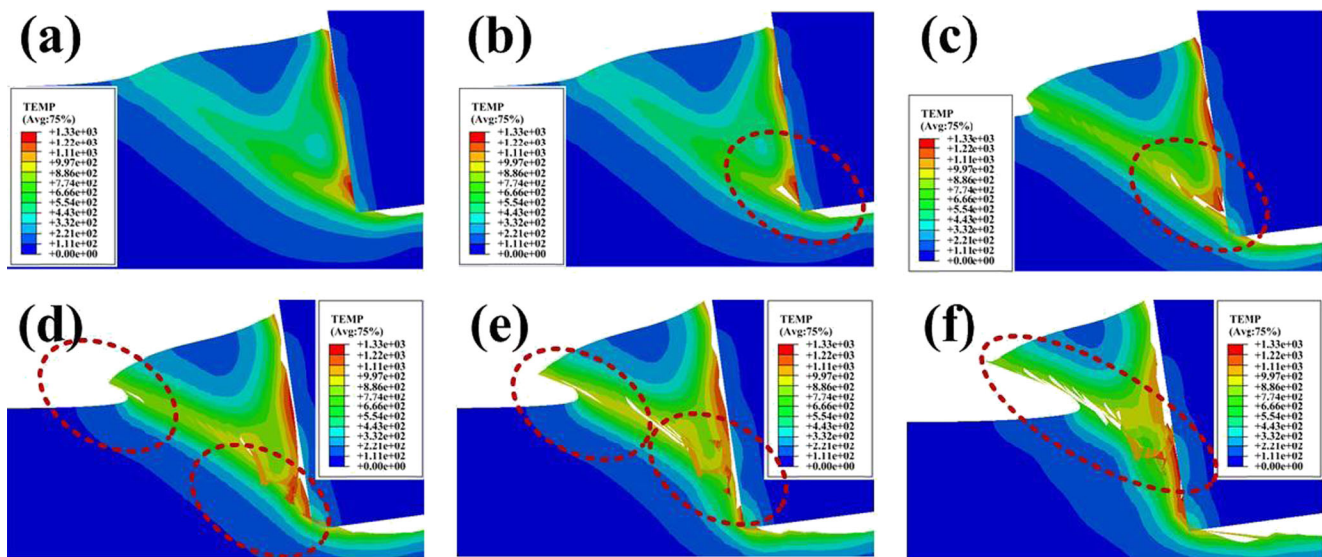 (a)
TEMP
(Avg:75%)
+1.33e+03
+1.22e+03
+1.11e+03
+9.97e+02
+8.86e+02
+7.74e+02
+6.66e+02
+5.54e+02
+4.43e+02
+3.32e+02
+2.21e+02
+1.11e+02
+0.00e+00
(b)
TEMP
(Avg:75%)
+1.33e+03
+1.22e+03
+1.11e+03
+9.97e+02
+8.86e+02
+7.74e+02
+6.66e+02
+5.54e+02
+4.43e+02
+3.32e+02
+2.21e+02
+1.11e+02
+0.00e+00
(c)
TEMP
(Avg:75%)
+1.33e+03
+1.22e+03
+1.11e+03
+9.97e+02
+8.86e+02
+7.74e+02
+6.66e+02
+5.54e+02
+4.43e+02
+3.32e+02
+2.21e+02
+1.11e+02
+0.00e+00
(d)
TEMP
(Avg:75%)
+1.33e+03
+1.22e+03
+1.11e+03
+9.97e+02
+8.86e+02
+7.74e+02
+6.66e+02
+5.54e+02
+4.43e+02
+3.32e+02
+2.21e+02
+1.11e+02
+0.00e+00
(e)
TEMP
(Avg:75%)
+1.33e+03
+1.22e+03
+1.11e+03
+9.97e+02
+8.86e+02
+7.74e+02
+6.66e+02
+5.54e+02
+4.43e+02
+3.32e+02
+2.21e+02
+1.11e+02
+0.00e+00
(f)
TEMP
(Avg:75%)
+1.33e+03
+1.22e+03
+1.11e+03
+9.97e+02
+8.86e+02
+7.74e+02
+6.66e+02
+5.54e+02
+4.43e+02
+3.32e+02
+2.21e+02
+1.11e+02
+0.00e+00